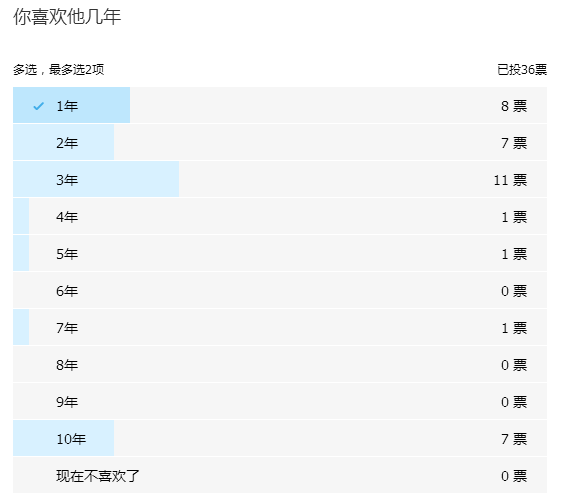 你喜欢他几年
多选，最多选2项 已投36票
1年 8 票
2年 7 票
3年 11 票
4年 1 票
5年 1 票
6年 0 票
7年 1 票
8年 0 票
9年 0 票
10年 7 票
现在不喜欢了 0 票